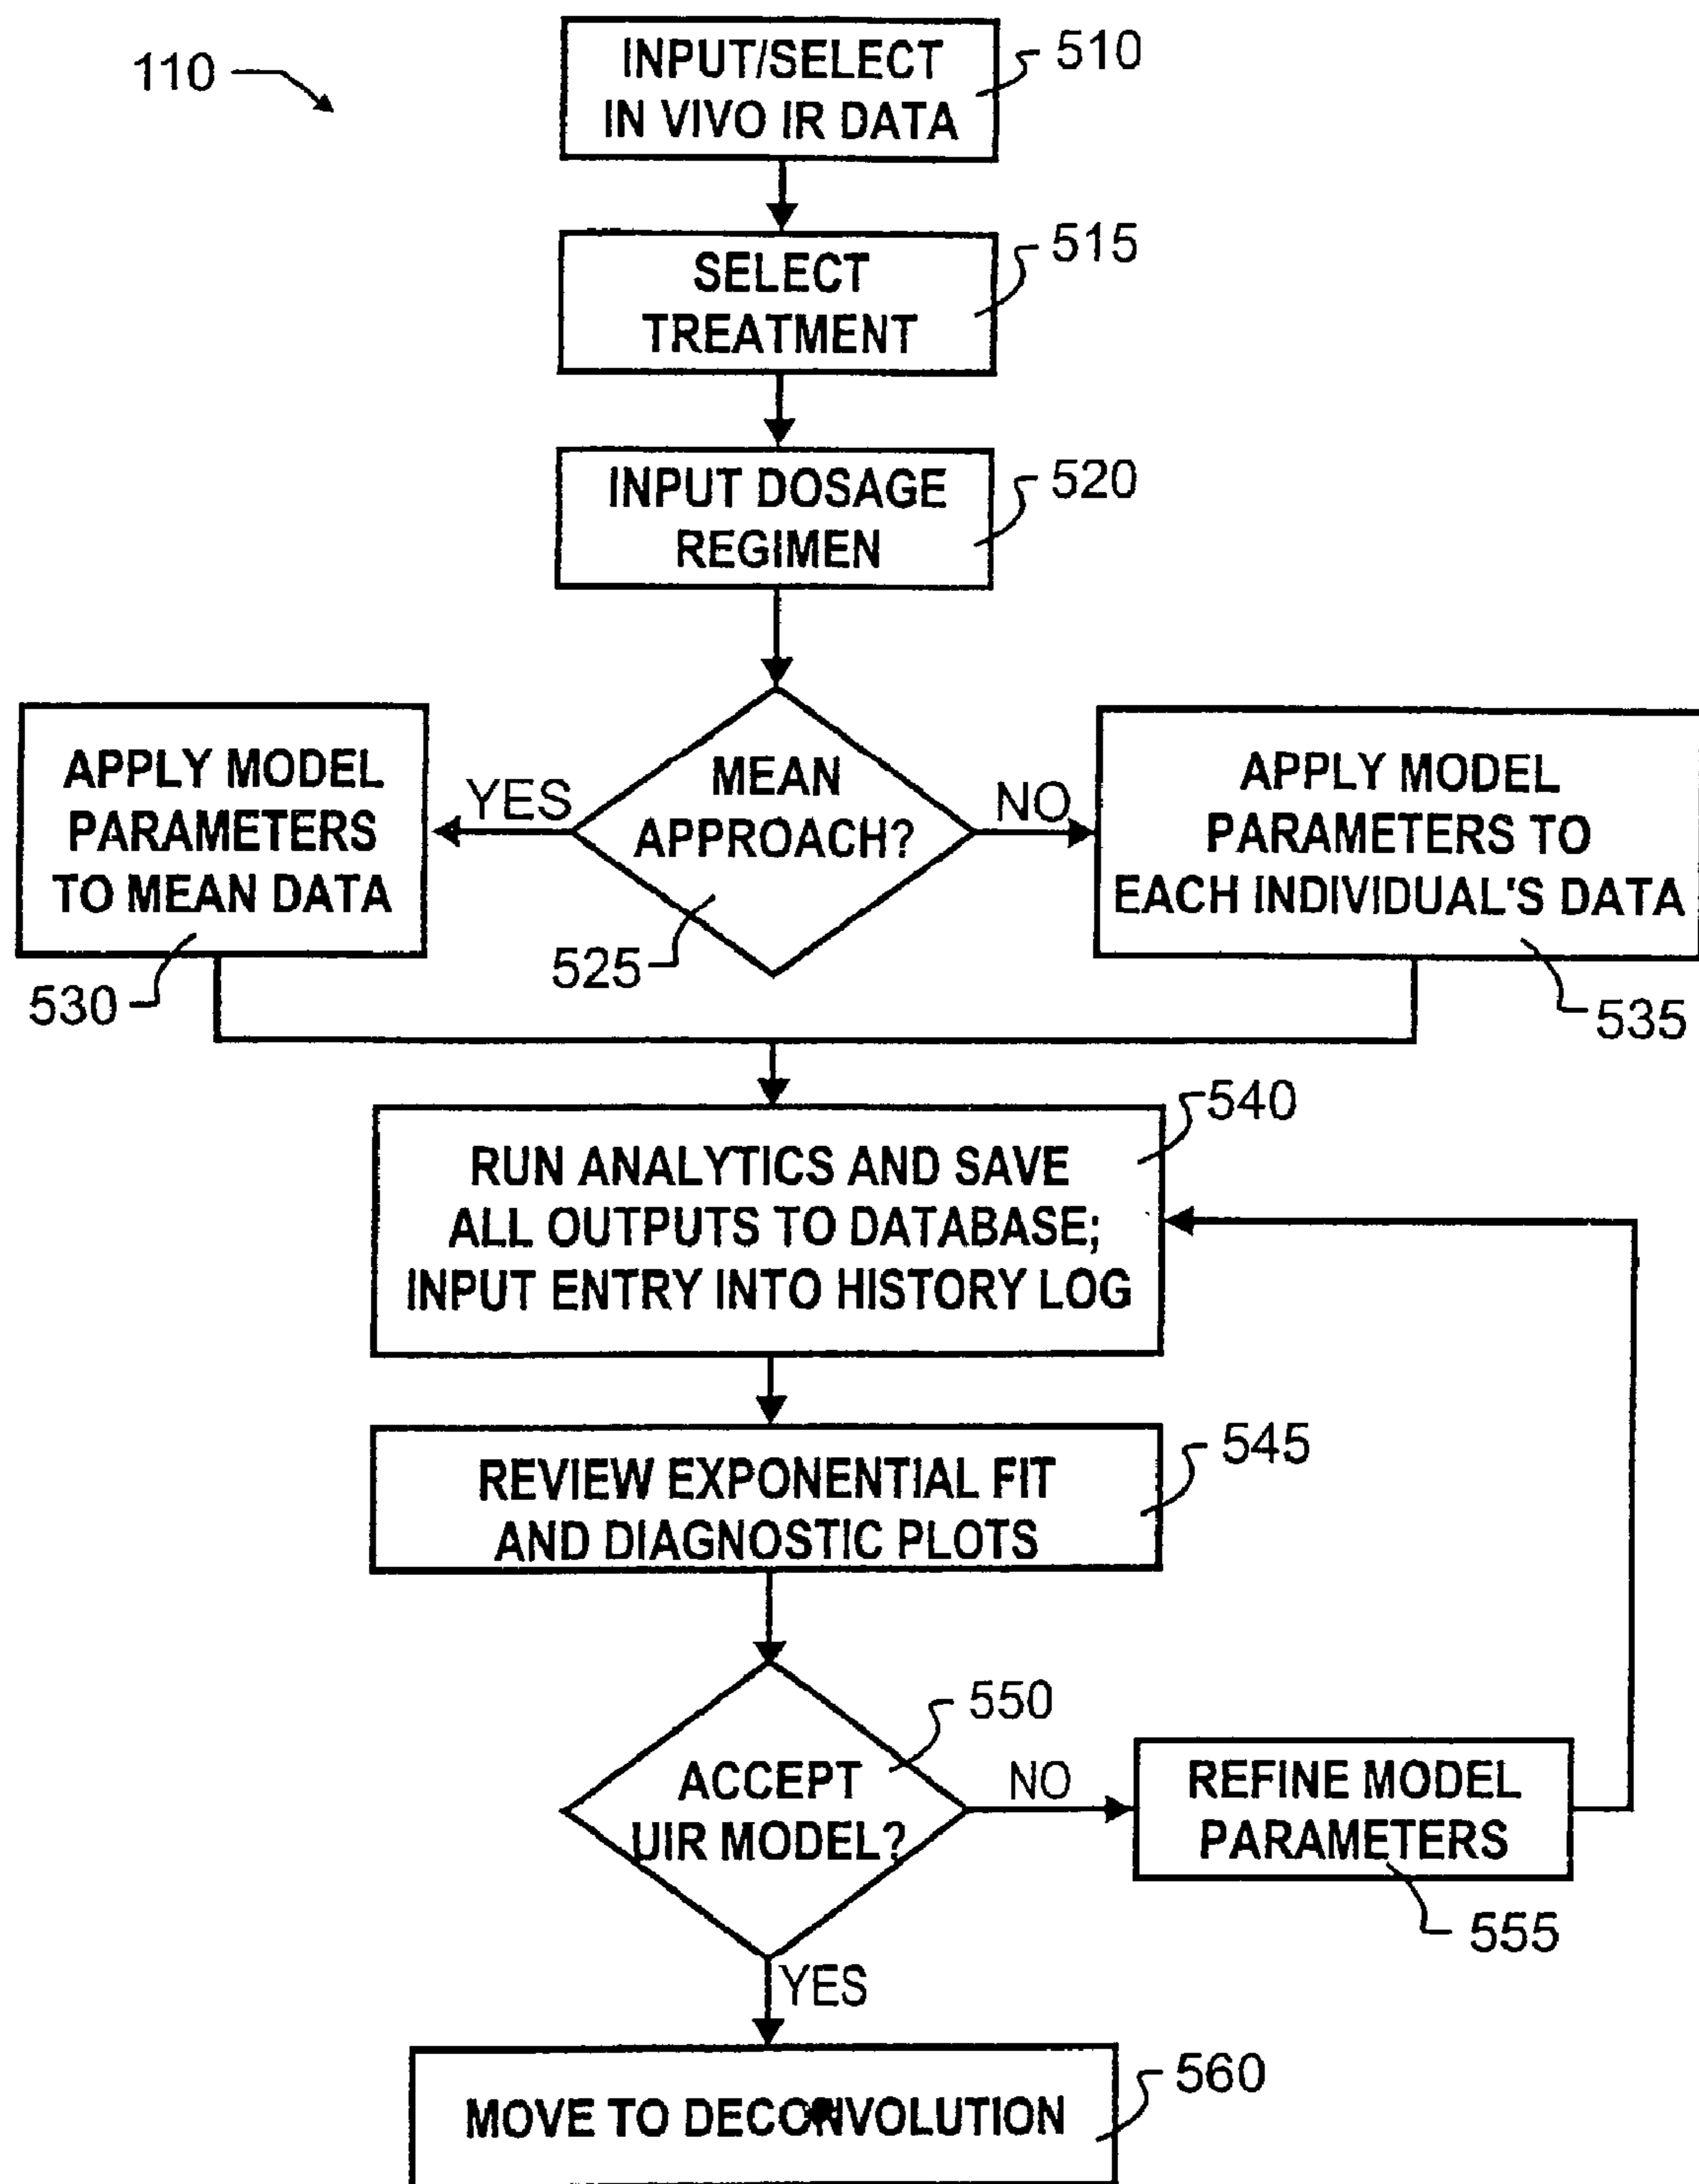 110
INPUT/SELECT
IN VIVO IR DATA
510
SELECT
TREATMENT
515
INPUT DOSAGE
REGIMEN
520
MEAN
APPROACH?
525
YES
NO
APPLY MODEL
PARAMETERS
TO MEAN DATA
530
APPLY MODEL
PARAMETERS TO
EACH INDIVIDUAL'S DATA
535
RUN ANALYTICS AND SAVE
ALL OUTPUTS TO DATABASE;
INPUT ENTRY INTO HISTORY LOG
540
REVIEW EXPONENTIAL FIT
AND DIAGNOSTIC PLOTS
545
ACCEPT
UIR MODEL?
550
NO
REFINE MODEL
PARAMETERS
555
YES
MOVE TO DECONVOLUTION
560